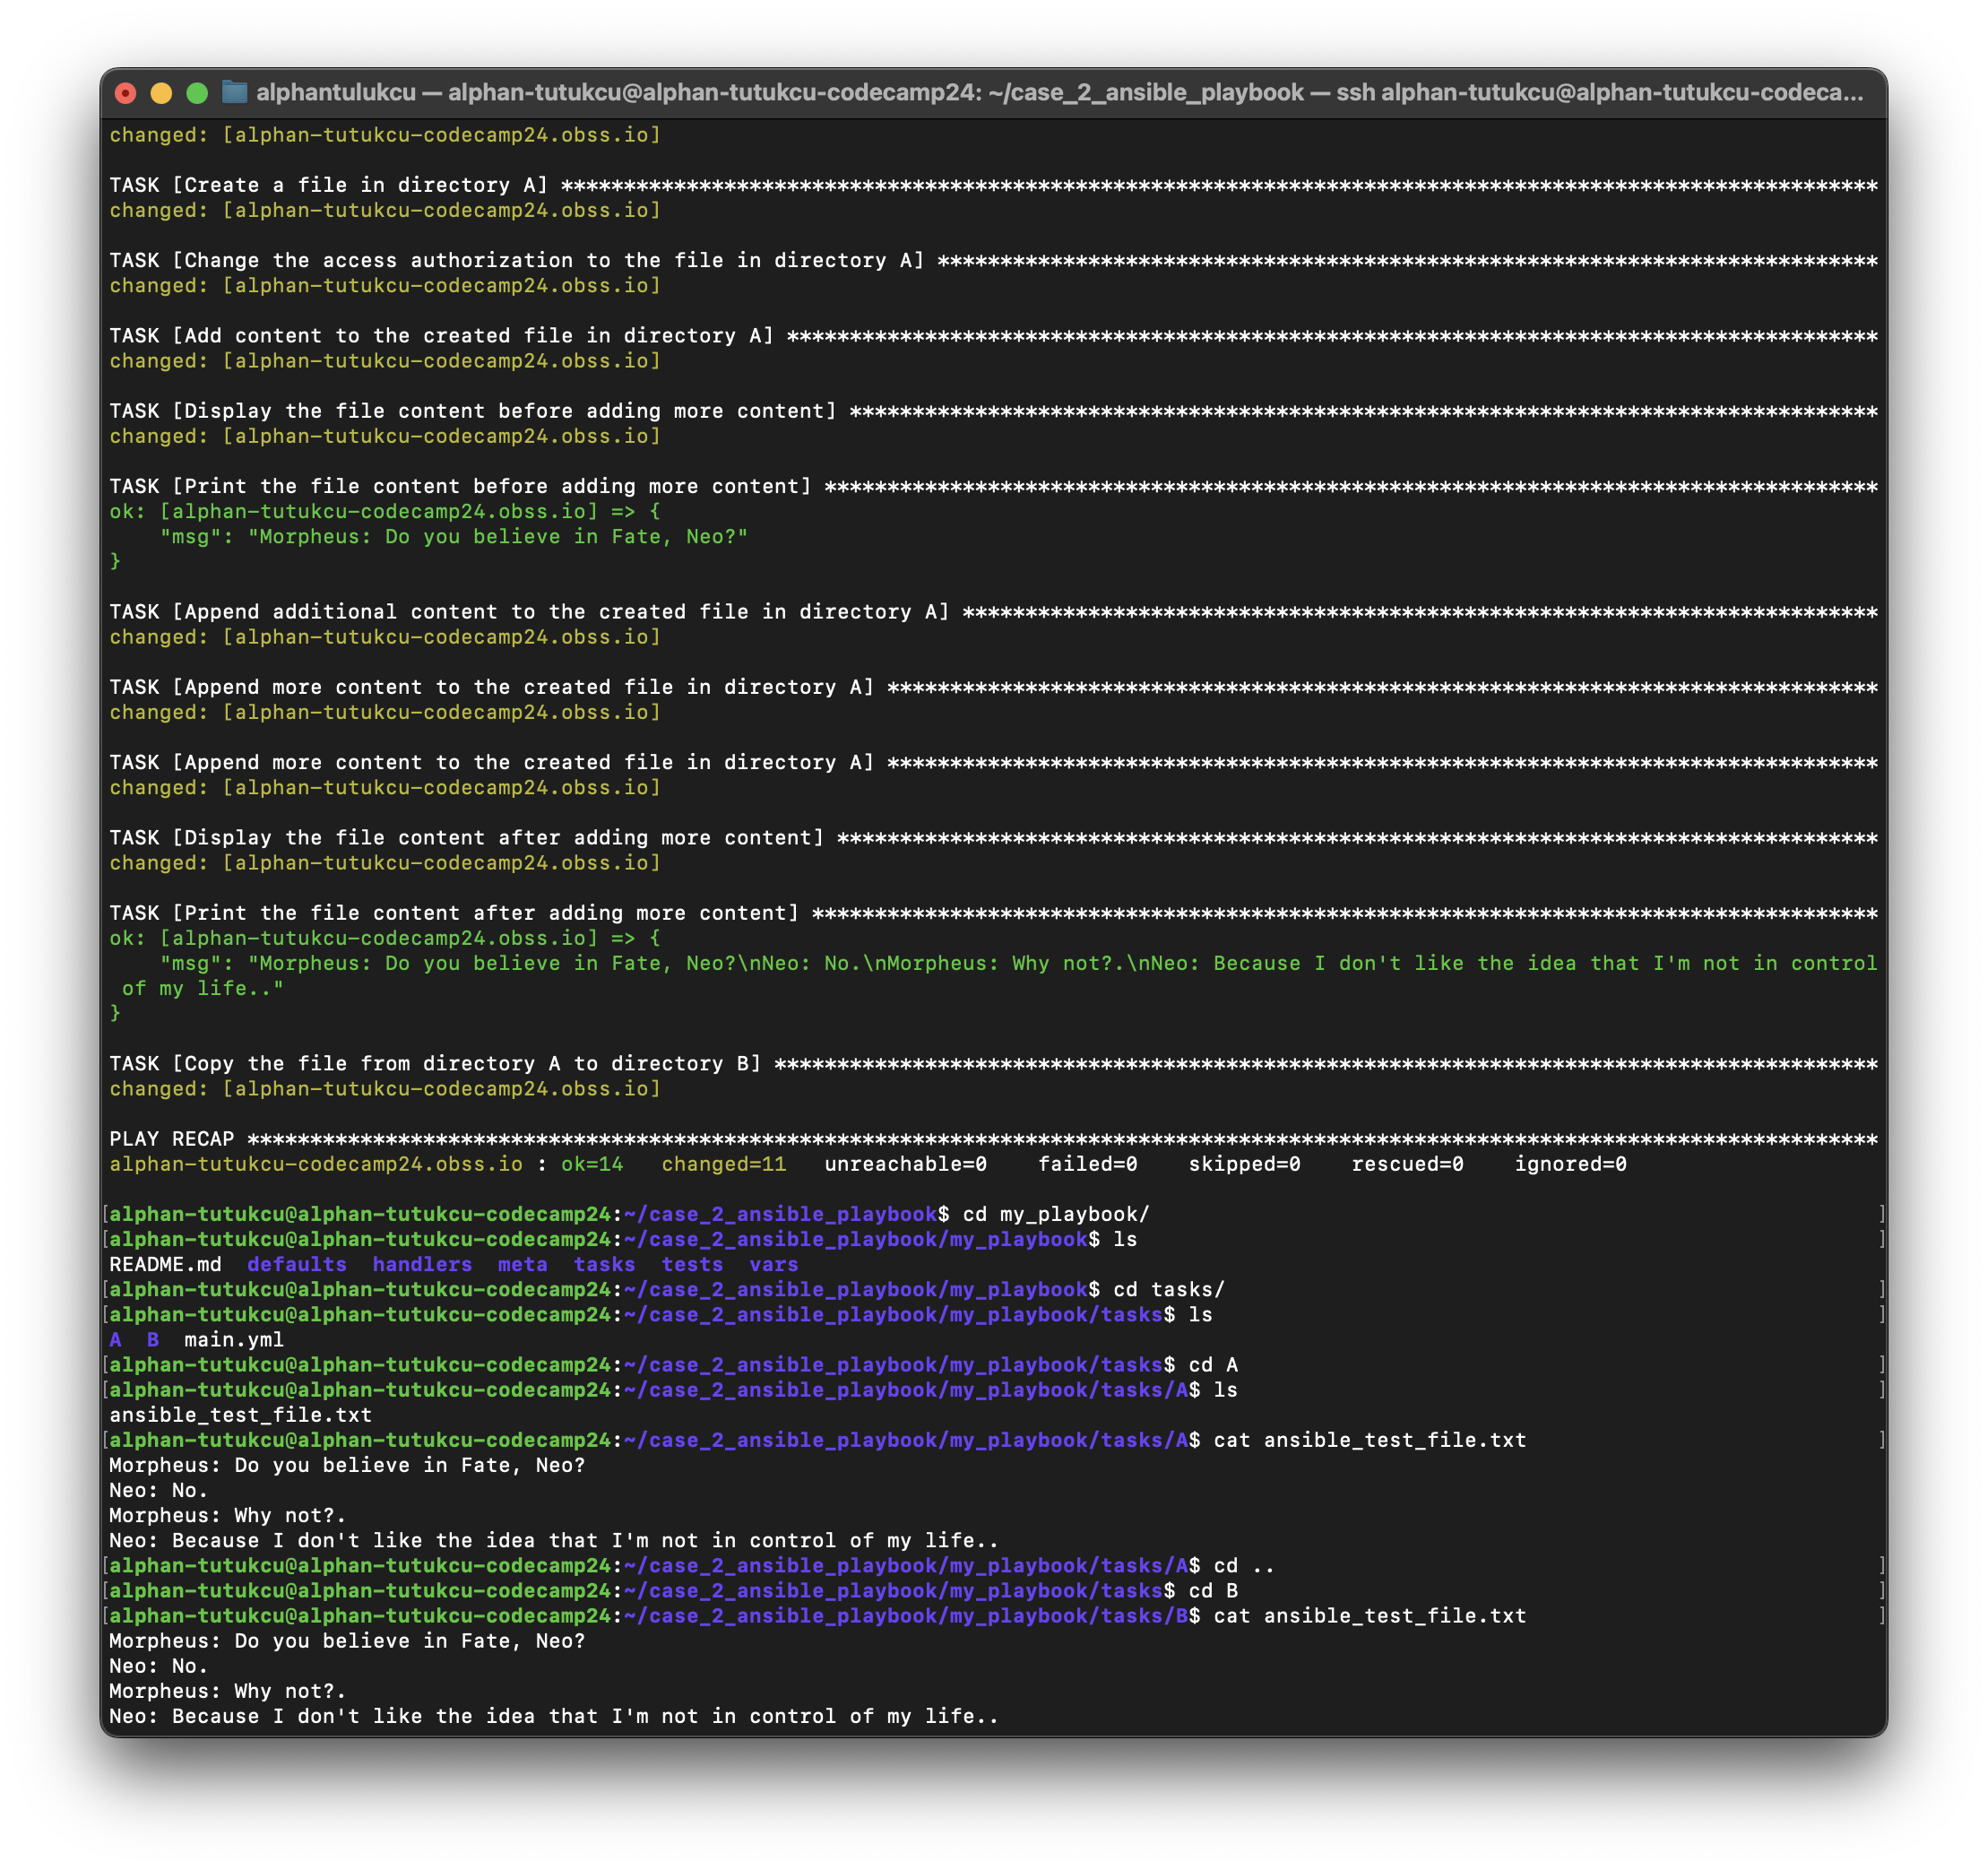 alphantulukcu — alphan-tutukcu@alphan-tutukcu-codecamp24: ~/case_2_ansible_playbook — ssh alphan-tutukcu@alphan-tutukcu-codeca...
changed: [alphan-tutukcu-codecamp24.obss.io]
TASK [Create a file in directory A] *********************************************************************************************************
changed: [alphan-tutukcu-codecamp24.obss.io]
TASK [Change the access authorization to the file in directory A] ***************************************************************************
changed: [alphan-tutukcu-codecamp24.obss.io]
TASK [Add content to the created file in directory A] ***************************************************************************************
changed: [alphan-tutukcu-codecamp24.obss.io]
TASK [Display the file content before adding more content] **********************************************************************************
changed: [alphan-tutukcu-codecamp24.obss.io]
TASK [Print the file content before adding more content] ************************************************************************************
ok: [alphan-tutukcu-codecamp24.obss.io] => {
    "msg": "Morpheus: Do you believe in Fate, Neo?"
}
TASK [Append additional content to the created file in directory A] *************************************************************************
changed: [alphan-tutukcu-codecamp24.obss.io]
TASK [Append more content to the created file in directory A] *******************************************************************************
changed: [alphan-tutukcu-codecamp24.obss.io]
TASK [Append more content to the created file in directory A] *******************************************************************************
changed: [alphan-tutukcu-codecamp24.obss.io]
TASK [Display the file content after adding more content] ***********************************************************************************
changed: [alphan-tutukcu-codecamp24.obss.io]
TASK [Print the file content after adding more content] *************************************************************************************
ok: [alphan-tutukcu-codecamp24.obss.io] => {
    "msg": "Morpheus: Do you believe in Fate, Neo?\nNeo: No.\nMorpheus: Why not?.\nNeo: Because I don't like the idea that I'm not in control
 of my life.."
}
TASK [Copy the file from directory A to directory B] ****************************************************************************************
changed: [alphan-tutukcu-codecamp24.obss.io]
PLAY RECAP **********************************************************************************************************************************
alphan-tutukcu-codecamp24.obss.io : ok=14   changed=11   unreachable=0    failed=0    skipped=0    rescued=0    ignored=0
[alphan-tutukcu@alphan-tutukcu-codecamp24:~/case_2_ansible_playbook$ cd my_playbook/ ]
[alphan-tutukcu@alphan-tutukcu-codecamp24:~/case_2_ansible_playbook/my_playbook$ ls ]
README.md  defaults  handlers  meta  tasks  tests  vars
[alphan-tutukcu@alphan-tutukcu-codecamp24:~/case_2_ansible_playbook/my_playbook$ cd tasks/ ]
[alphan-tutukcu@alphan-tutukcu-codecamp24:~/case_2_ansible_playbook/my_playbook/tasks$ ls ]
A  B  main.yml
[alphan-tutukcu@alphan-tutukcu-codecamp24:~/case_2_ansible_playbook/my_playbook/tasks$ cd A ]
[alphan-tutukcu@alphan-tutukcu-codecamp24:~/case_2_ansible_playbook/my_playbook/tasks/A$ ls ]
ansible_test_file.txt
[alphan-tutukcu@alphan-tutukcu-codecamp24:~/case_2_ansible_playbook/my_playbook/tasks/A$ cat ansible_test_file.txt ]
Morpheus: Do you believe in Fate, Neo?
Neo: No.
Morpheus: Why not?.
Neo: Because I don't like the idea that I'm not in control of my life..
[alphan-tutukcu@alphan-tutukcu-codecamp24:~/case_2_ansible_playbook/my_playbook/tasks/A$ cd .. ]
[alphan-tutukcu@alphan-tutukcu-codecamp24:~/case_2_ansible_playbook/my_playbook/tasks$ cd B ]
[alphan-tutukcu@alphan-tutukcu-codecamp24:~/case_2_ansible_playbook/my_playbook/tasks/B$ cat ansible_test_file.txt ]
Morpheus: Do you believe in Fate, Neo?
Neo: No.
Morpheus: Why not?.
Neo: Because I don't like the idea that I'm not in control of my life..